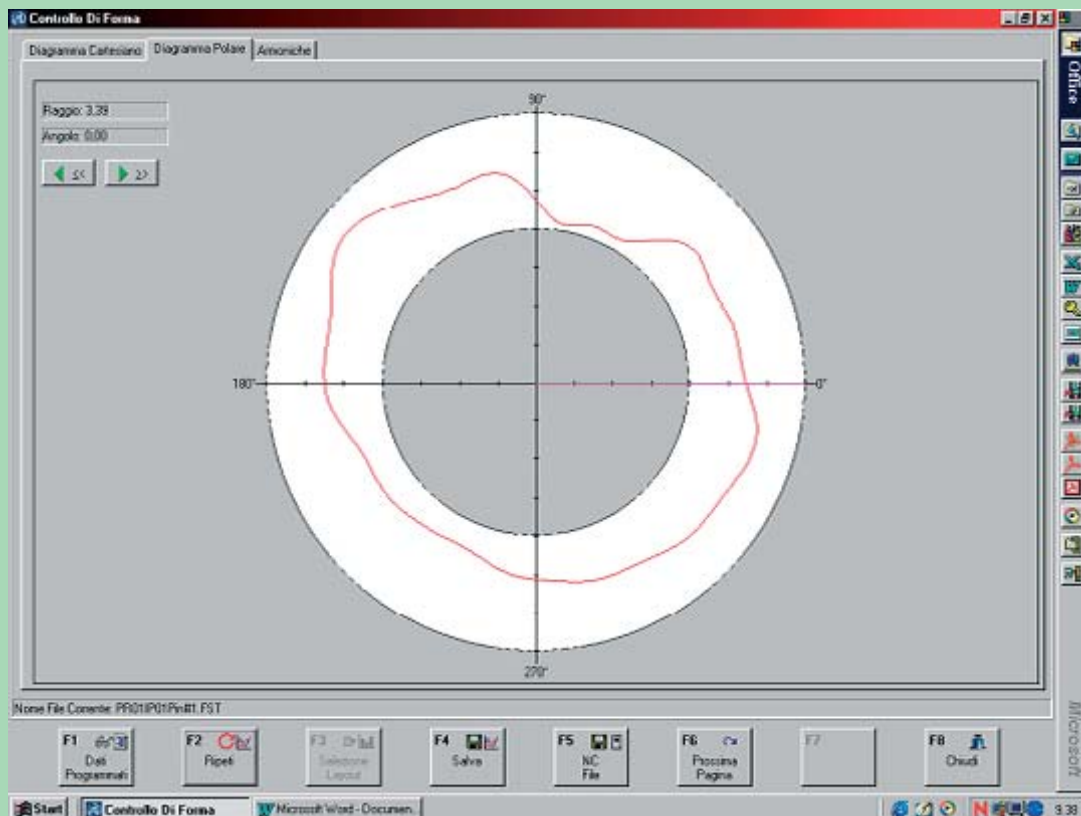 Controllo Di Forma
Diagramma Cartesiano
Diagramma Polare
Armoniche
Office
Raggio: 3.39
Angolo: 0.00
<<
>>
90°
180°
0°
270°
Nome File Corrente: PR01IP01Pin#1.FST
F1
Dati
Programmati
F2
Ripeti
F3
Selezione
Layout
F4
Salva
F5
NC
File
F6
Prossima
Pagina
F7
F8
Chiudi
Microsoft
Start
Controllo Di Forma
Microsoft Word - Documen...
9.38